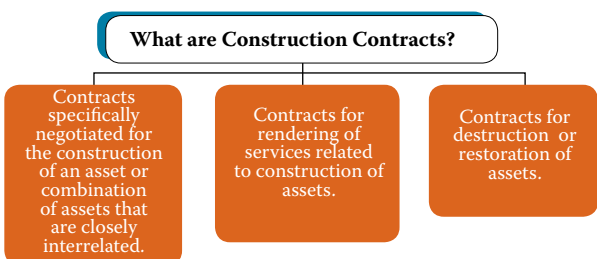 What are Construction Contracts?
Contracts
specifically
negotiated for
the construction
of an asset or
combination
of assets that
are closely
interrelated.
Contracts for
rendering of
services related
to construction of
assets.
Contracts for
destruction or
restoration of
assets.